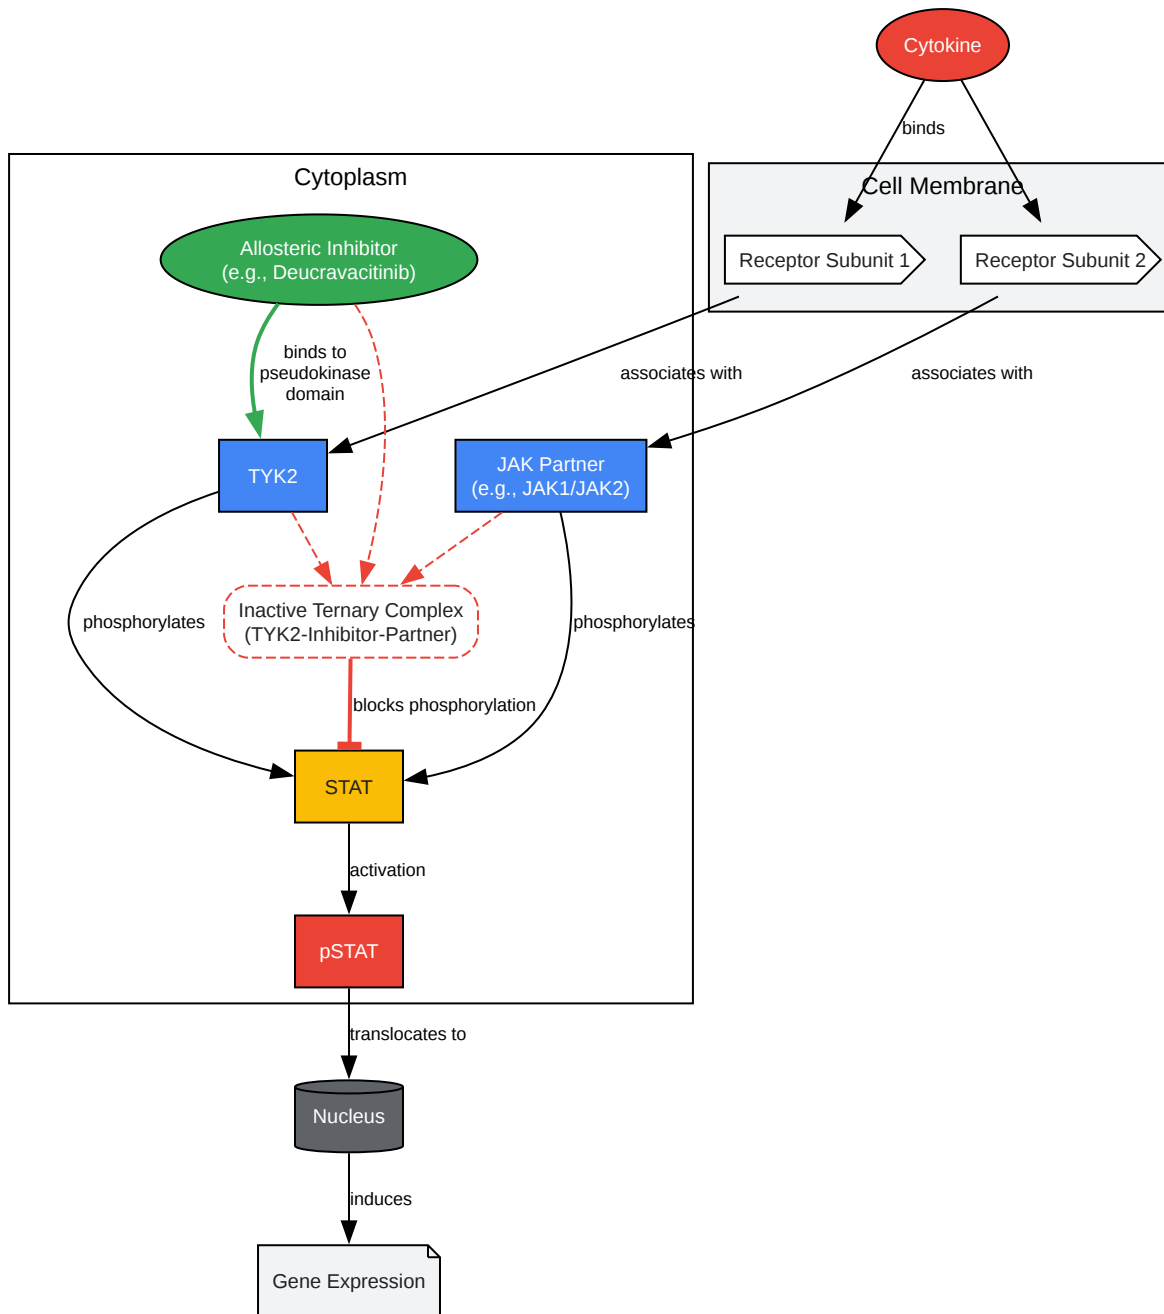 Cytokine
binds
Cytoplasm
Cell Membrane
Allosteric Inhibitor
(e.g., Deucravacitinib)
Receptor Subunit 1
Receptor Subunit 2
binds to
pseudokinase
domain
associates with
associates with
TYK2
JAK Partner
(e.g., JAK1/JAK2)
phosphorylates
Inactive Ternary Complex
(TYK2-Inhibitor-Partner)
phosphorylates
blocks phosphorylation
STAT
activation
pSTAT
translocates to
Nucleus
induces
Gene Expression